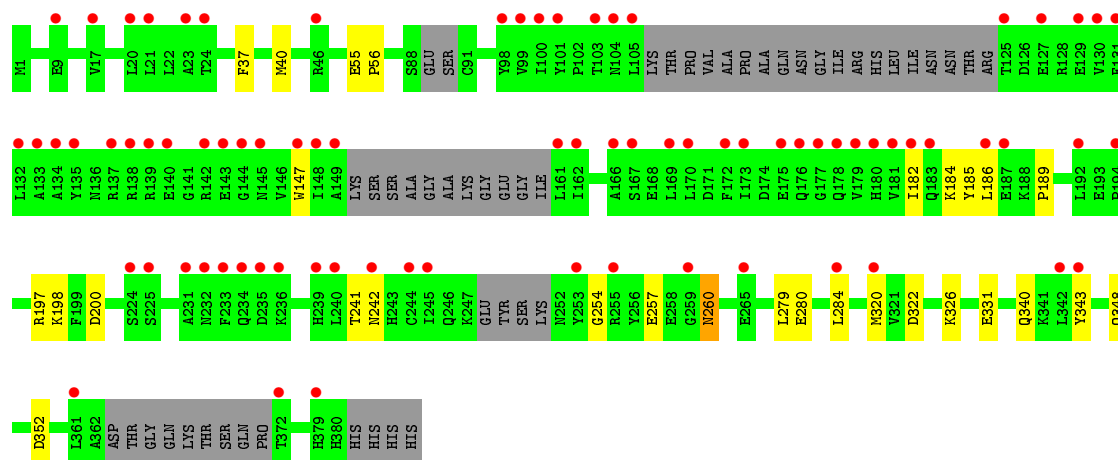 M1 E9 V17 L20 L21 L22 A23 T24 F37 M40 R46 E55 P56 S88 GLU SER C91 Y98 V99 I100 Y101 P102 T103 N104 L105 LYS THR PRO VAL ALA PRO ALA GLN ASN GLY ILE ARG HIS LEU ILE ASN ASN THR ARG T125 D126 E127 R128 E129 V130 E131
L132 A133 A134 Y135 N136 R137 R138 R139 E140 G141 R142 E143 G144 N145 V146 W147 I148 A149 LYS SER SER ALA GLY ALA LYS GLY GLU GLY ILE L161 I162 A166 S167 E168 L169 L170 D171 F172 I173 D174 E175 Q176 G177 Q178 V179 H180 V181 I182 Q183 K184 Y185 L186 E187 K188 P189 L192 E193
R197 K198 F199 D200 S224 S225 A231 N232 F233 Q234 D235 K236 H239 L240 T241 N242 H243 C244 I245 Q246 K247 GLU TYR SER LYS N252 Y253 G254 R255 Y256 E257 E258 G259 N260 E265 L279 E280 L284 M320 V321 D322 K326 E331 Q340 K341 L342 Y343
D352 L361 A362 ASP THR GLY GLN LYS THR SER GLN PRO T372 H379 H380 HIS HIS HIS HIS